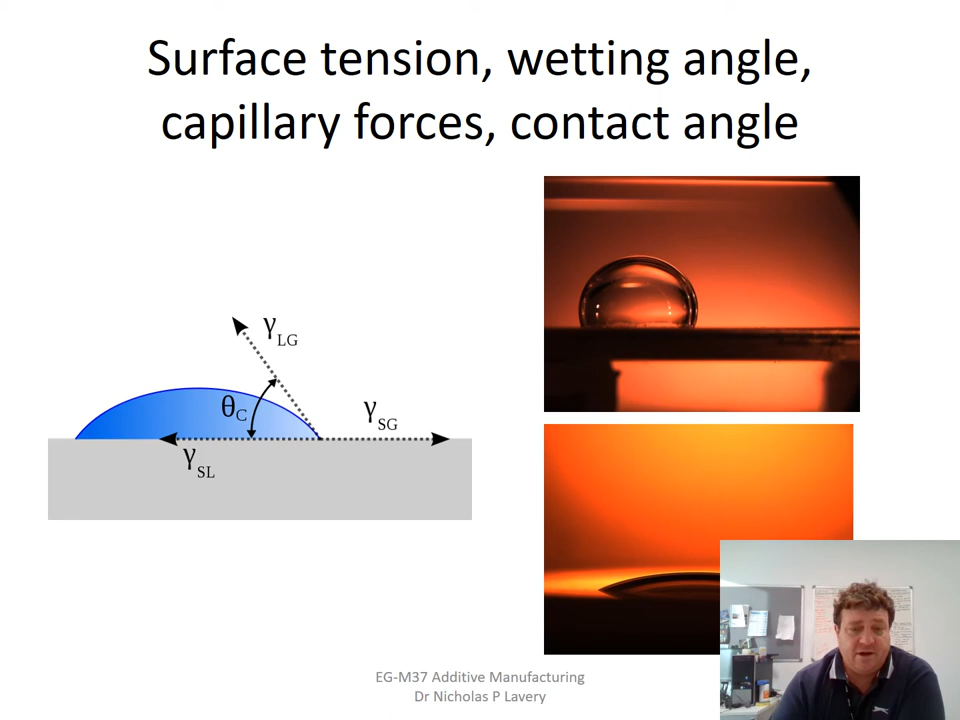 Surface tension, wetting angle,
capillary forces, contact angle
γLG
θC
γSG
γSL
EG-M37 Additive Manufacturing
Dr Nicholas P Lavery